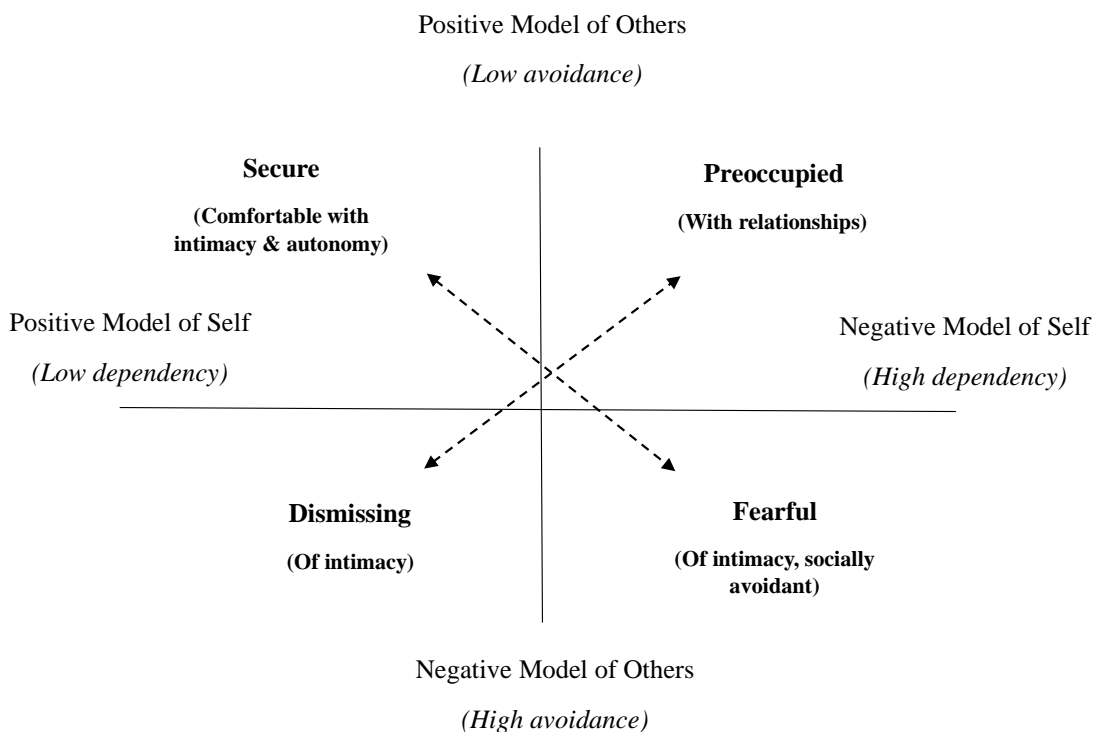 Positive Model of Others
(Low avoidance)
Secure
(Comfortable with
intimacy & autonomy)
Preoccupied
(With relationships)
Positive Model of Self
(Low dependency)
Negative Model of Self
(High dependency)
Dismissing
(Of intimacy)
Fearful
(Of intimacy, socially
avoidant)
Negative Model of Others
(High avoidance)